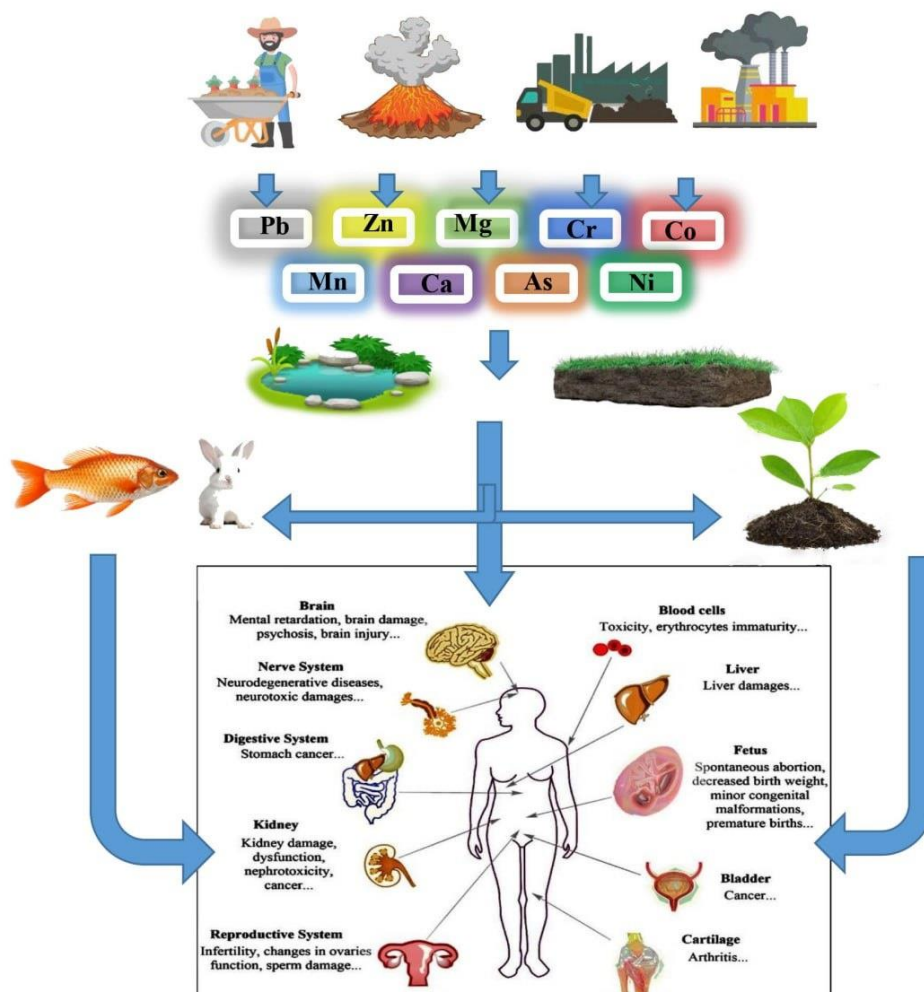 Pb
Zn
Mg
Cr
Co
Mn
Ca
As
Ni
Brain
Mental retardation, brain damage,
psychosis, brain injury...
Nerve System
Neurodegenerative diseases,
neurotoxic damages...
Digestive System
Stomach cancer...
Kidney
Kidney damage,
dysfunction,
nephrotoxicity,
cancer...
Reproductive System
Infertility, changes in ovaries
function, sperm damage...
Blood cells
Toxicity, erythrocytes immaturity...
Liver
Liver damages...
Fetus
Spontaneous abortion,
decreased birth weight,
minor congenital
malformations,
premature births...
Bladder
Cancer...
Cartilage
Arthritis...